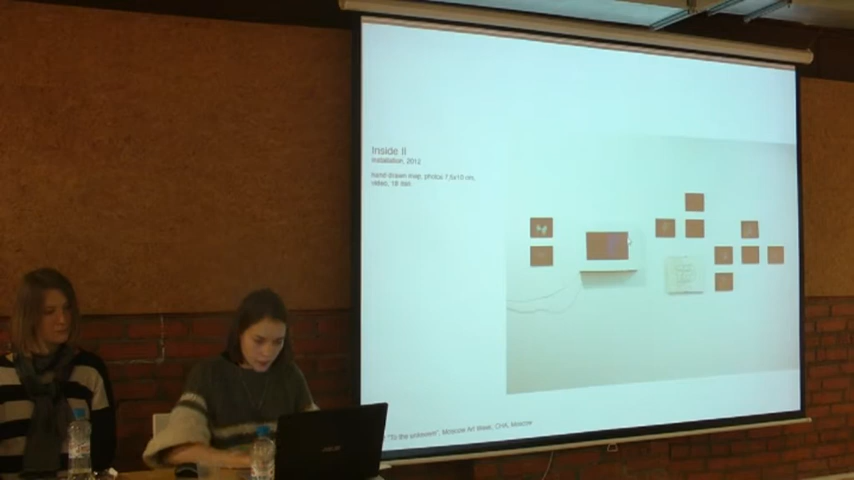 Inside II
Installation, 2012
hand drawn map, photos 7,5x10 cm,
video, 18 min
"To the unknown", Moscow Art Week, CHA, Moscow